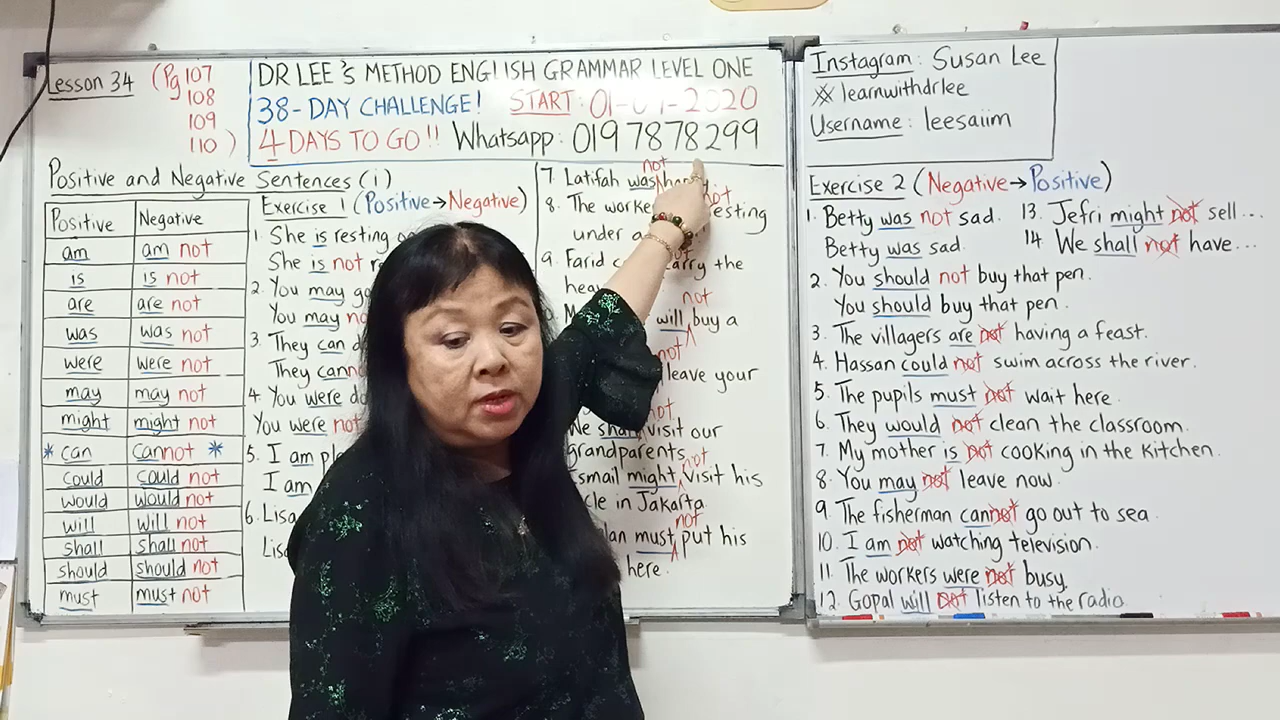 Lesson 34 (Pg 107
108
109
110)
DR LEE'S METHOD ENGLISH GRAMMAR LEVEL ONE
38-DAY CHALLENGE! START: 01-07-2020
4 DAYS TO GO!! Whatsapp: 019 7878299
Positive and Negative Sentences (i)
Positive Negative
am am not
is is not
are are not
was was not
were were not
may may not
might might not
* can cannot *
could could not
would would not
will will not
shall shall not
should should not
must must not
Exercise 1 (Positive → Negative)
1. She is resting
She is not
2. You may
You may
3. They can
They
4. You were
You were not
5. I am
I am
6. Lisa
Lisa
not
7. Latifah was
not
8. The workers resting
under a
9. Farid carry the
not
will buy a
not
leave your
not
We shall visit our
grandparents.
not
Ismail might visit his
in Jakarta.
not
must put his
here.
Instagram: Susan Lee
learnwithdrlee
Username: leesaiim
Exercise 2 (Negative → Positive)
1. Betty was not sad.
Betty was sad.
2. You should not buy that pen.
You should buy that pen.
3. The villagers are not having a feast.
4. Hassan could not swim across the river.
5. The pupils must not wait here.
6. They would not clean the classroom.
7. My mother is not cooking in the kitchen.
8. You may not leave now.
9. The fisherman cannot go out to sea.
10. I am not watching television.
11. The workers were not busy.
12. Gopal will not listen to the radio
13. Jefri might not sell...
14. We shall not have...